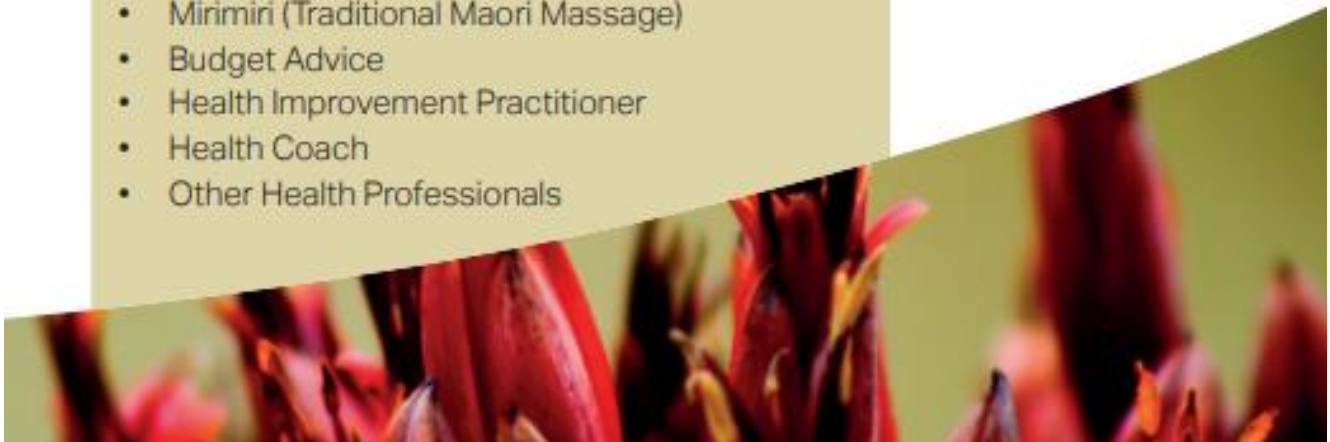 • Mirimiri (Traditional Maori Massage)
• Budget Advice
• Health Improvement Practitioner
• Health Coach
• Other Health Professionals